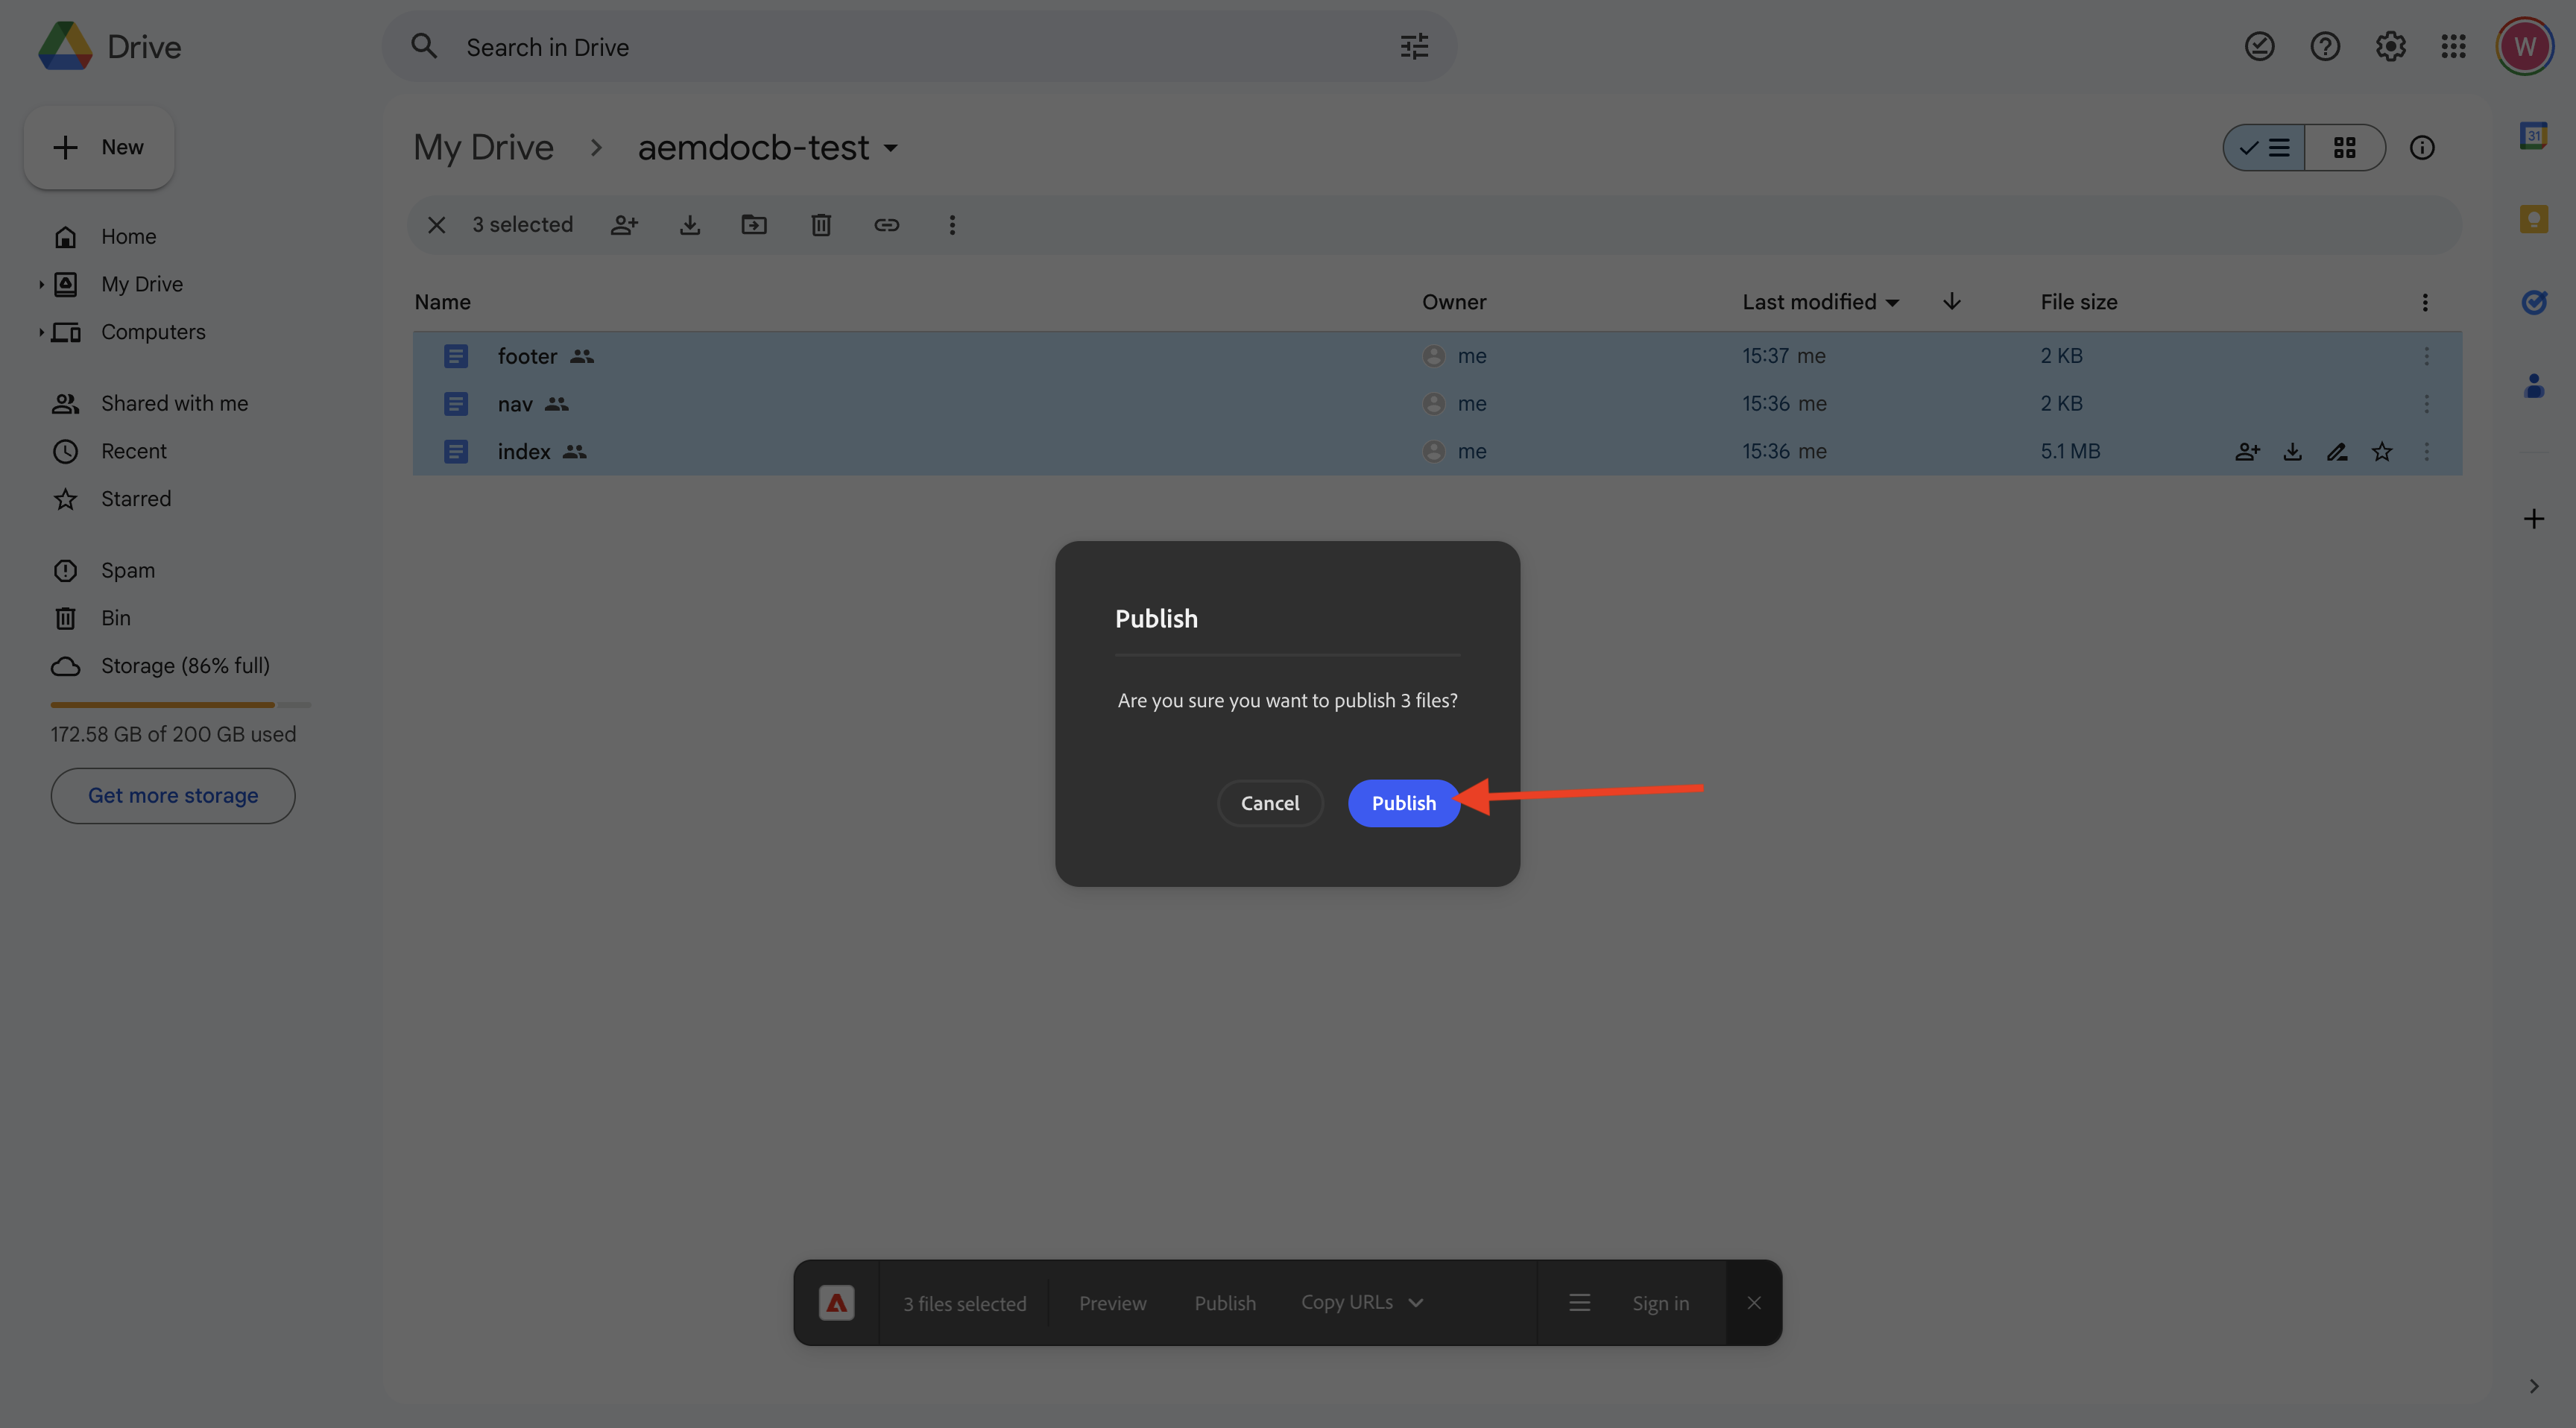 Drive
Search in Drive
W
New
My Drive
aemdocb-test
31
Home
3 selected
My Drive
Name
Owner
Last modified
File size
Computers
footer
me
15:37 me
2 KB
nav
me
15:36 me
2 KB
index
me
15:36 me
5.1 MB
Shared with me
Recent
Starred
Spam
Bin
Storage (86% full)
172.58 GB of 200 GB used
Get more storage
Publish
Are you sure you want to publish 3 files?
Cancel
Publish
3 files selected
Preview
Publish
Copy URLs
Sign in